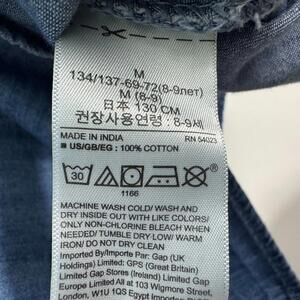 M
134/137-69-72(8-9лет)
M (8-9)
日本 130 CM
권장사용연령 : 8-9세
MADE IN INDIA
RN 54023
US/GB/EG : 100% COTTON
30
1166
MACHINE WASH COLD/ WASH AND
DRY INSIDE OUT WITH LIKE COLORS/
ONLY NON-CHLORINE BLEACH WHEN
NEEDED/ TUMBLE DRY LOW/ WARM
IRON/ DO NOT DRY CLEAN
Imported By/Importe Par: Gap (UK
Holdings) Limited: GPS (Great Britain)
Limited Gap Stores (Ireland) Limited Gap
Europe Limited All at 103 Wigmore Street,
London, W1U 1QS Egypt Importer